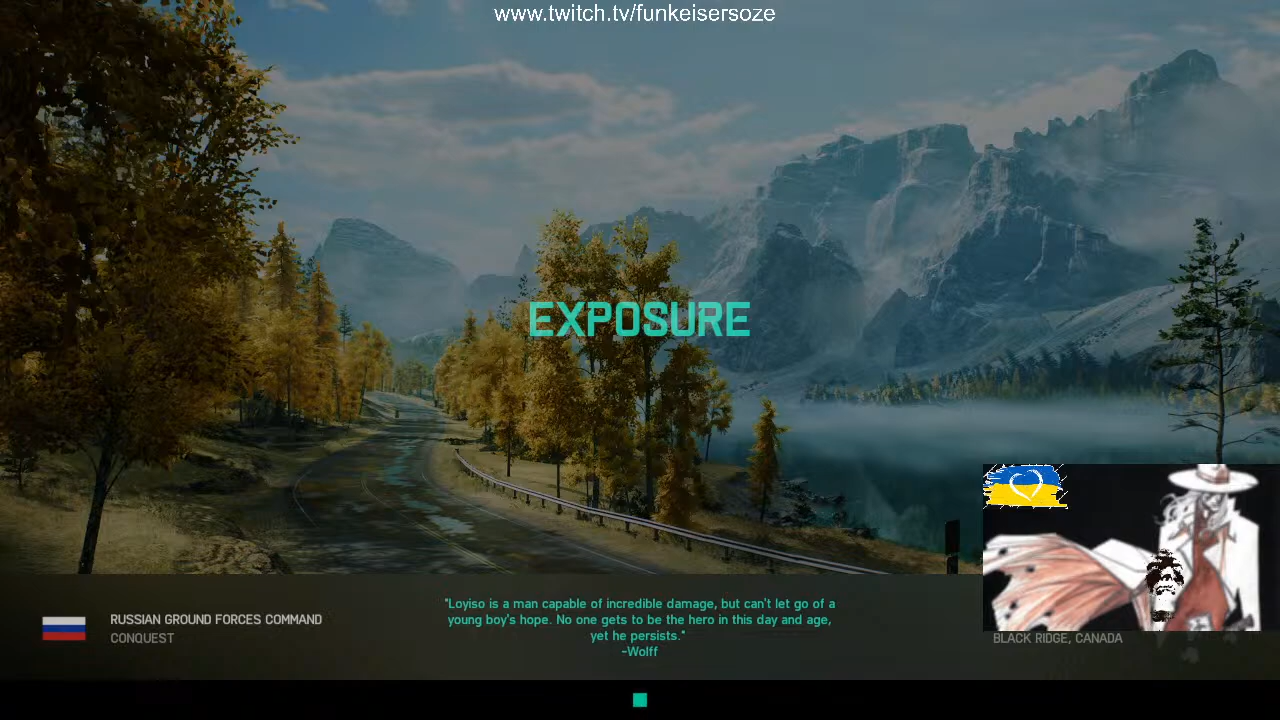 www.twitch.tv/funkeisersoze
EXPOSURE
RUSSIAN GROUND FORCES COMMAND
CONQUEST
"Loyiso is a man capable of incredible damage, but can't let go of a
young boy's hope. No one gets to be the hero in this day and age,
yet he persists."
-Wolff
BLACK RIDGE, CANADA